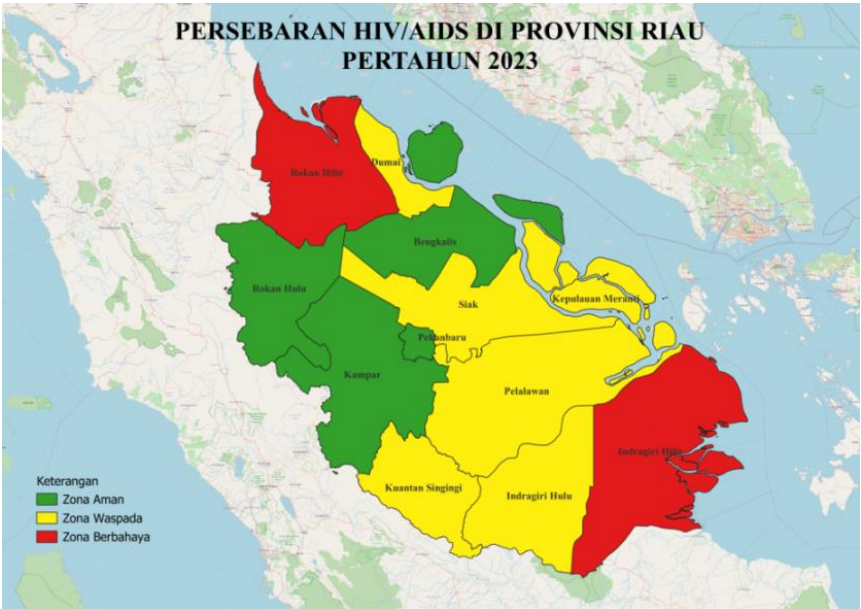 PERSEBARAN HIV/AIDS DI PROVINSI RIAU
PERTAHUN 2023
Rokan Hilir
Dumai
Bengkalis
Rokan Hulu
Siak
Kepulauan Meranti
Pekanbaru
Kampar
Pelalawan
Indragiri Hilir
Kuantan Singingi
Indragiri Hulu
Keterangan
Zona Aman
Zona Waspada
Zona Berbahaya